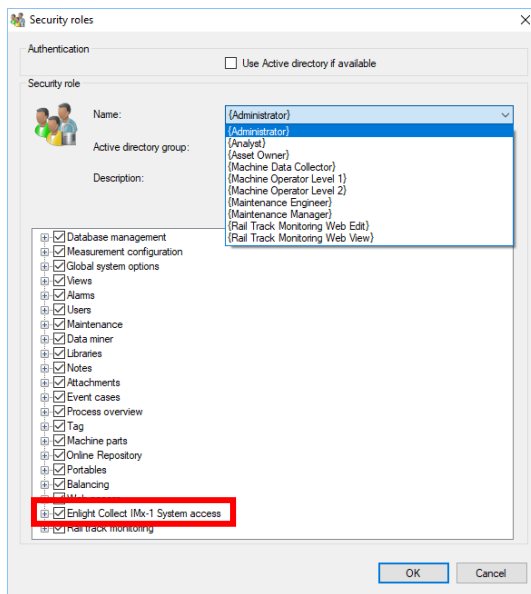 Security roles
Authentication
Use Active directory if available
Security role
Name:
{Administrator}
{Administrator}
{Analyst}
{Asset Owner}
{Machine Data Collector}
{Machine Operator Level 1}
{Machine Operator Level 2}
{Maintenance Engineer}
{Maintenance Manager}
{Rail Track Monitoring Web Edit}
{Rail Track Monitoring Web View}
Active directory group:
Description:
Database management
Measurement configuration
Global system options
Views
Alarms
Users
Maintenance
Data miner
Libraries
Notes
Attachments
Event cases
Process overview
Tag
Machine parts
Online Repository
Portables
Balancing
Enlight Collect IMx-1 System access
Rail track monitoring
OK Cancel